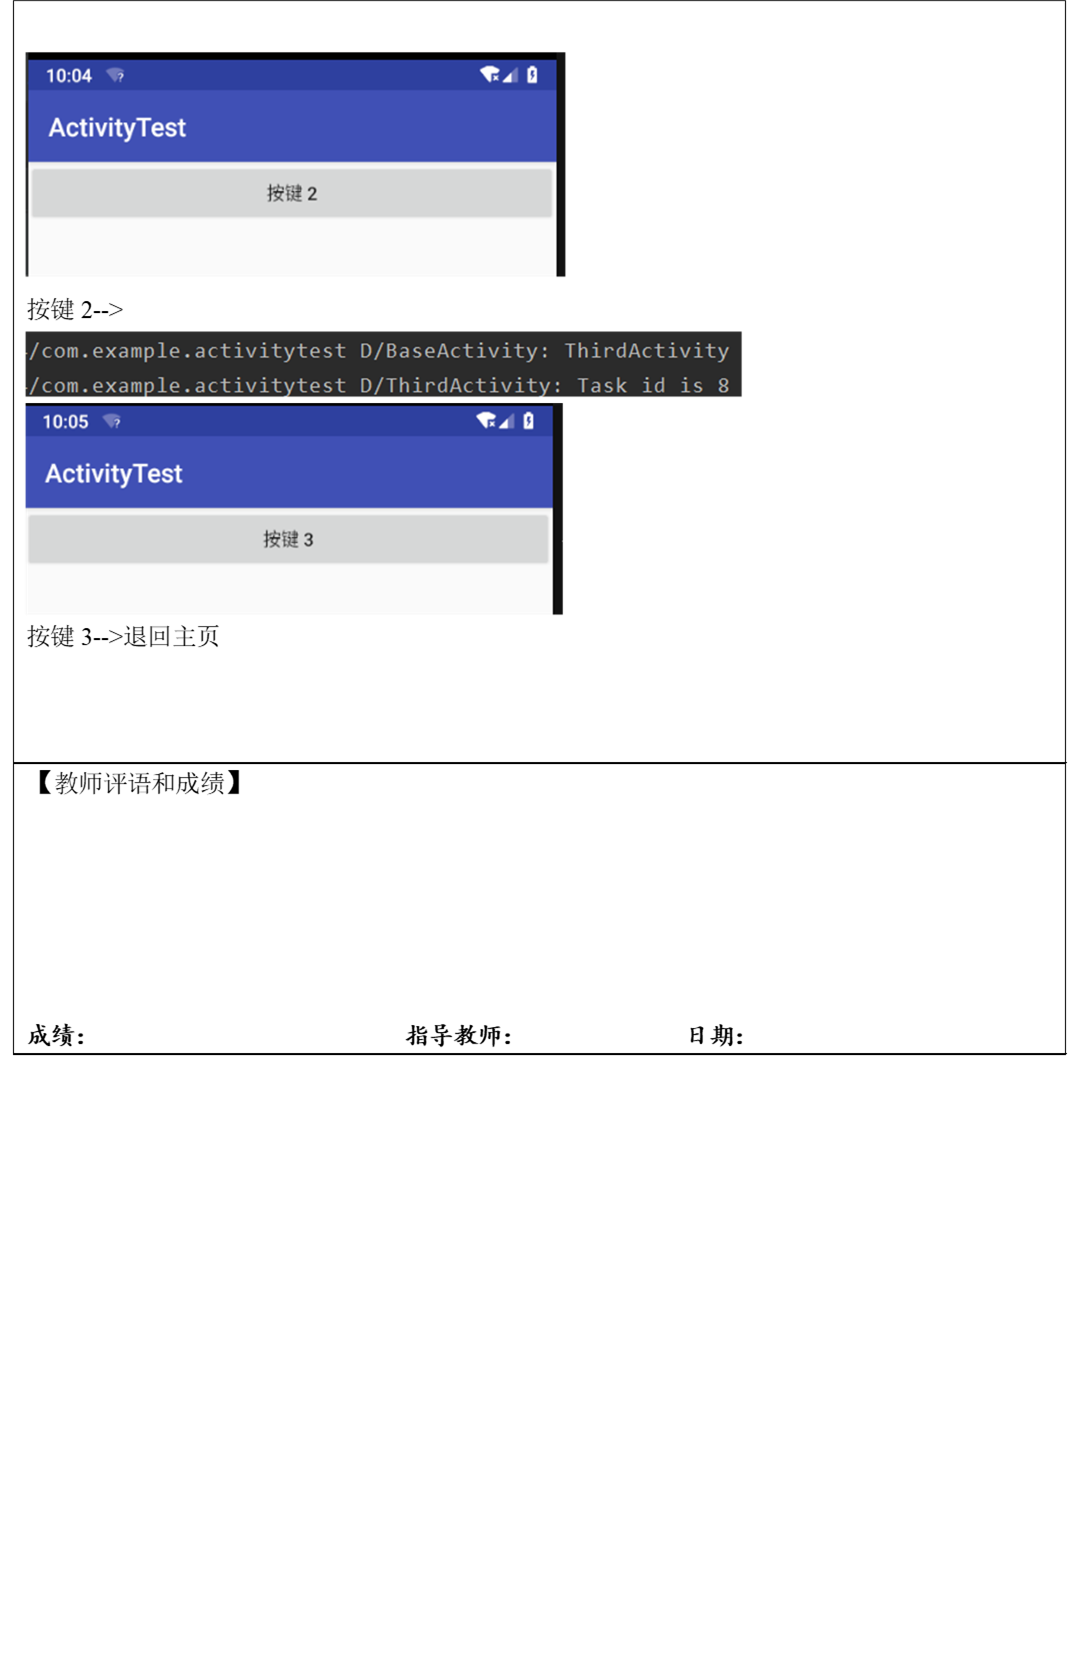 10:04
ActivityTest
按键 2
按键 2-->
/com.example.activitytest D/BaseActivity: ThirdActivity
/com.example.activitytest D/ThirdActivity: Task id is 8
10:05
ActivityTest
按键 3
按键 3-->退回主页
【教师评语和成绩】
成绩： 指导教师： 日期：